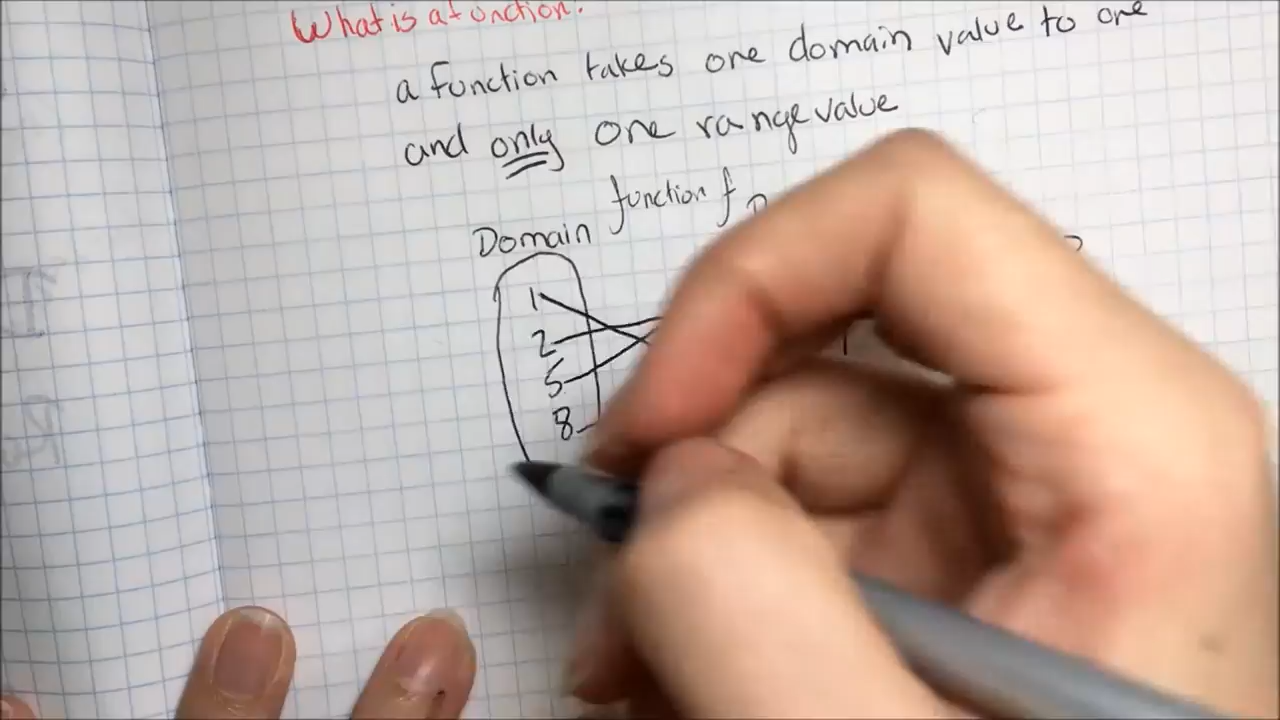 What is a function?
a function takes one domain value to one
and only one range value
function f
Domain
1
2
5
8